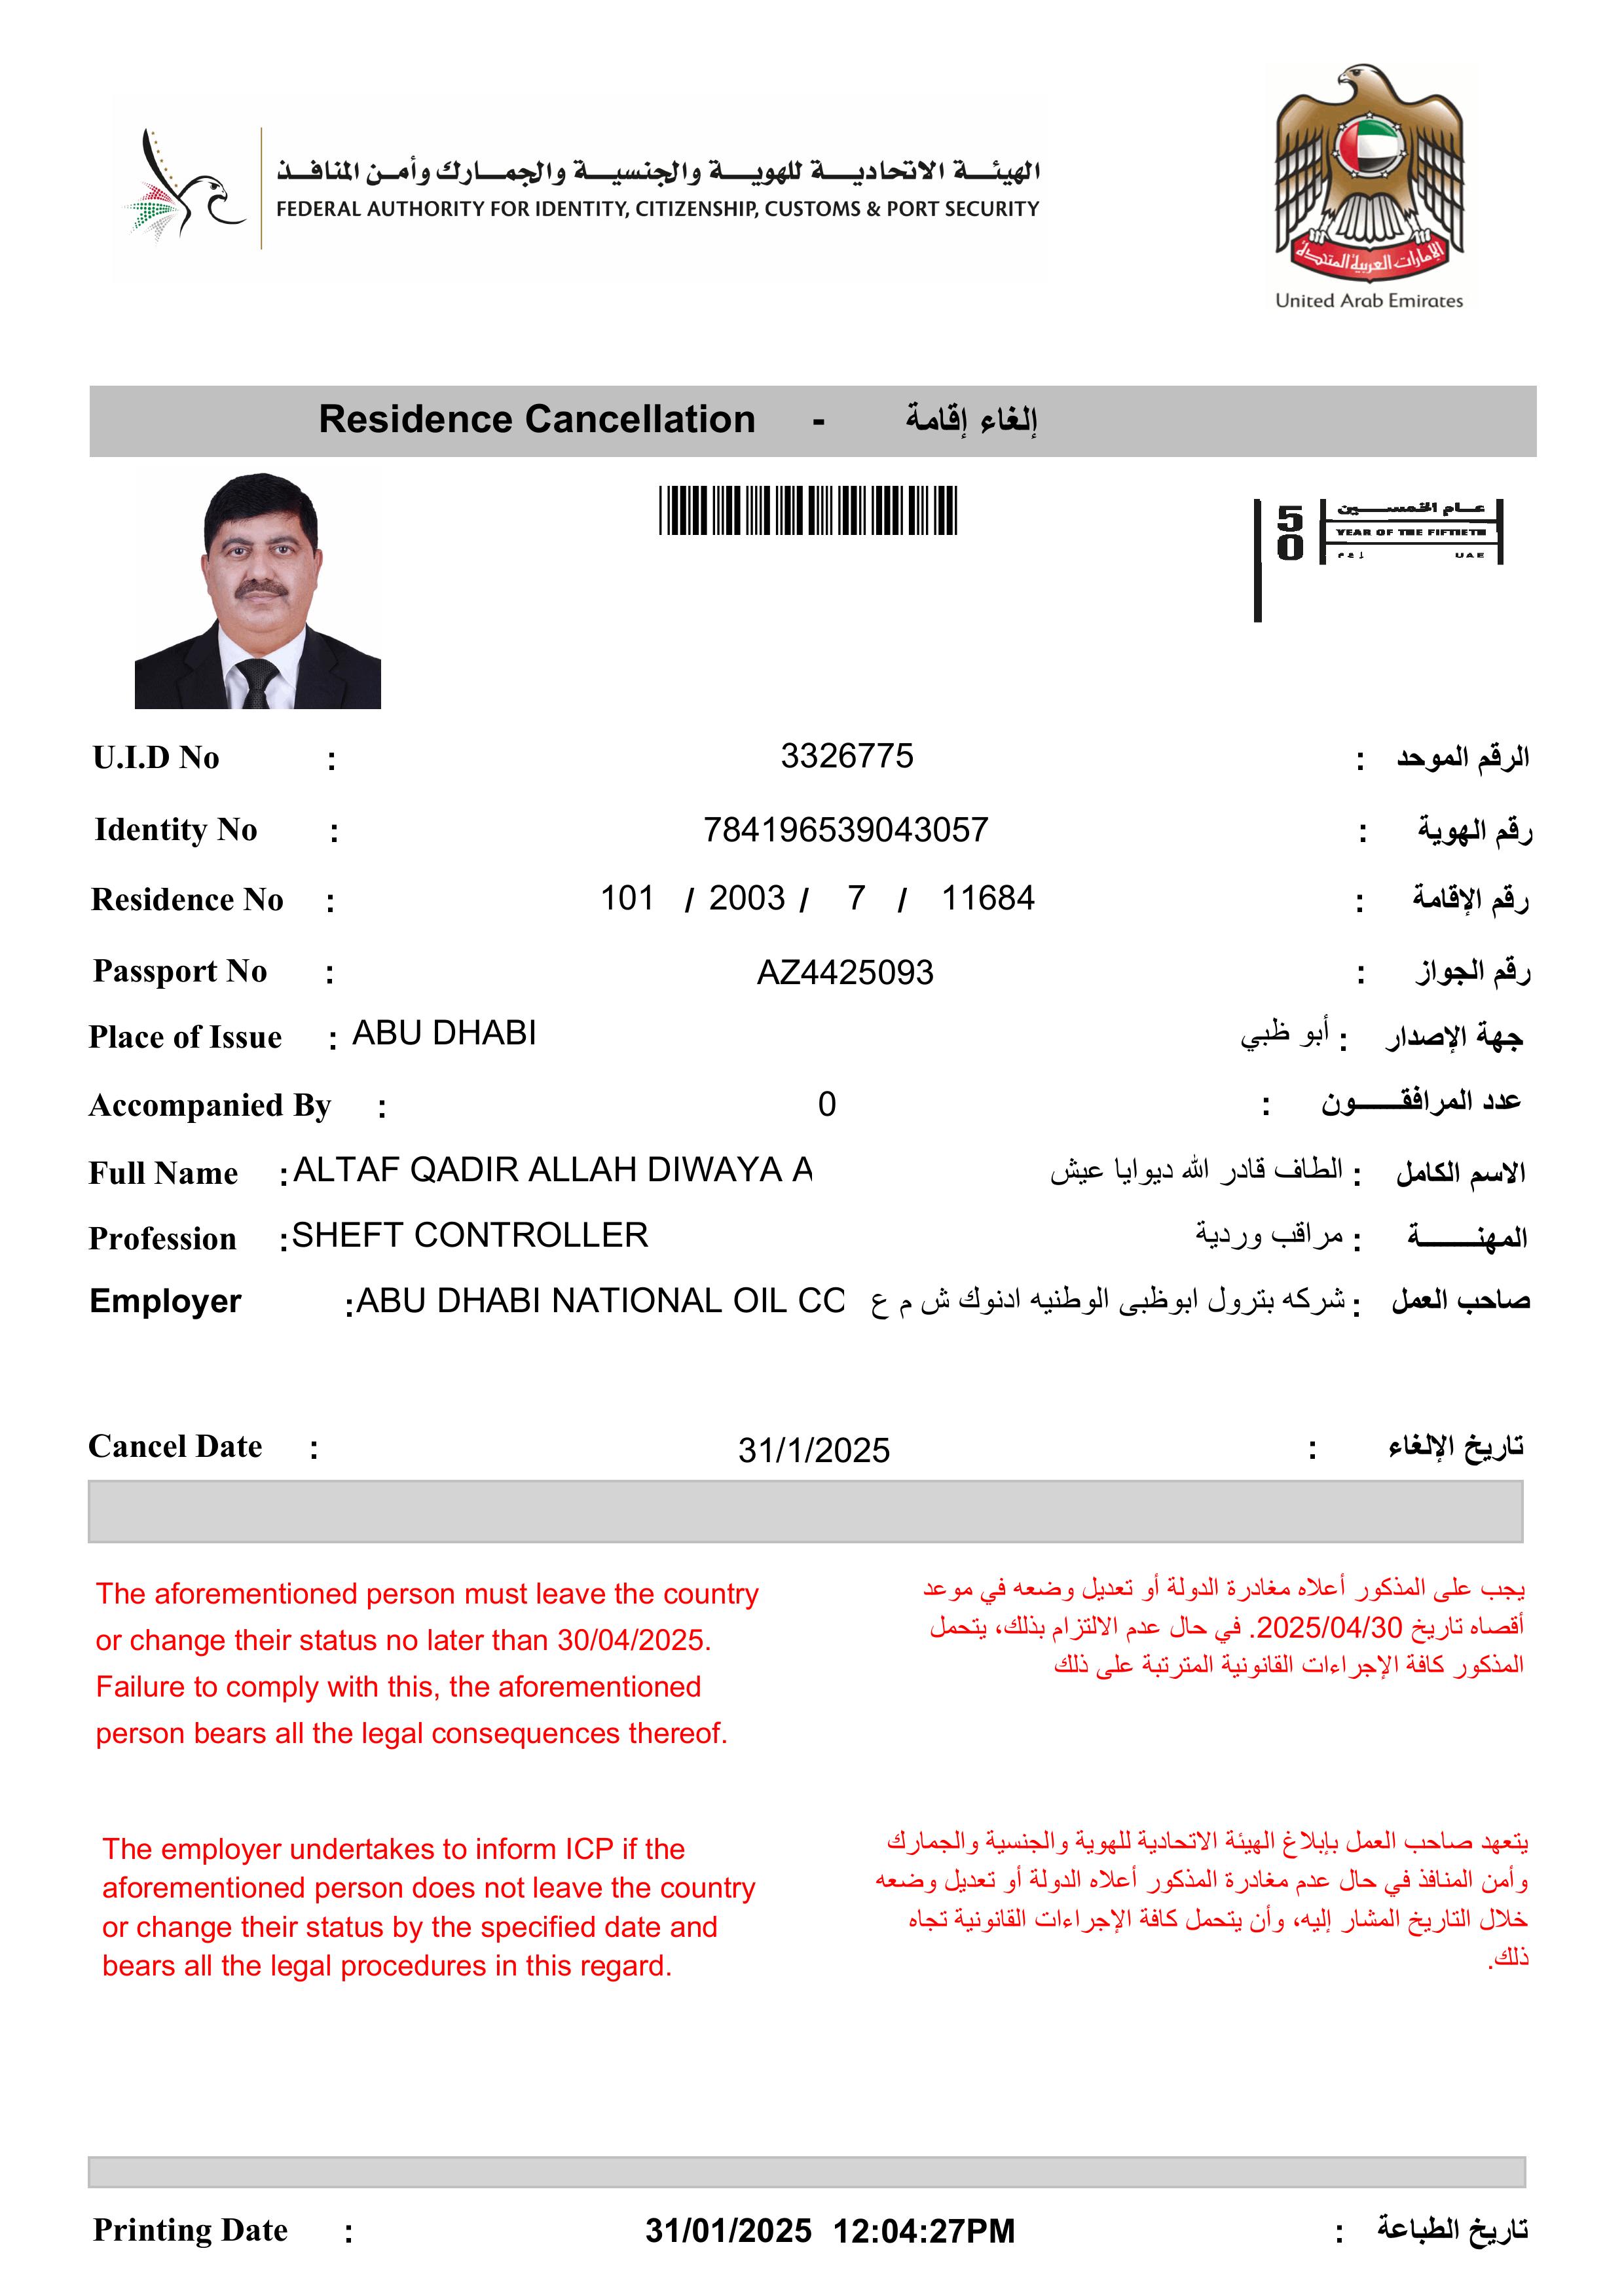 الهيئة الاتحادية للهوية والجنسية والجمارك وأمن المنافذ
FEDERAL AUTHORITY FOR IDENTITY, CITIZENSHIP, CUSTOMS & PORT SECURITY
الإمارات العربية المتحدة
United Arab Emirates
Residence Cancellation - إلغاء إقامة
50 عام الخمسين
YEAR OF THE FIFTIETH
إ ع م UAE
U.I.D No : 3326775 : الرقم الموحد
Identity No : 784196539043057 : رقم الهوية
Residence No : 101 / 2003 / 7 / 11684 : رقم الإقامة
Passport No : AZ4425093 : رقم الجواز
Place of Issue : ABU DHABI أبو ظبي : جهة الإصدار
Accompanied By : 0 : عدد المرافقون
Full Name : ALTAF QADIR ALLAH DIWAYA A الطاف قادر الله ديوايا عيش : الاسم الكامل
Profession : SHEFT CONTROLLER مراقب وردية : المهنة
Employer : ABU DHABI NATIONAL OIL CO شركه بترول ابوظبى الوطنيه ادنوك ش م ع : صاحب العمل
Cancel Date : 31/1/2025 : تاريخ الإلغاء
The aforementioned person must leave the country
or change their status no later than 30/04/2025.
Failure to comply with this, the aforementioned
person bears all the legal consequences thereof.
يجب على المذكور أعلاه مغادرة الدولة أو تعديل وضعه في موعد
أقصاه تاريخ 2025/04/30. في حال عدم الالتزام بذلك، يتحمل
المذكور كافة الإجراءات القانونية المترتبة على ذلك
The employer undertakes to inform ICP if the
aforementioned person does not leave the country
or change their status by the specified date and
bears all the legal procedures in this regard.
يتعهد صاحب العمل بإبلاغ الهيئة الاتحادية للهوية والجنسية والجمارك
وأمن المنافذ في حال عدم مغادرة المذكور أعلاه الدولة أو تعديل وضعه
خلال التاريخ المشار إليه، وأن يتحمل كافة الإجراءات القانونية تجاه
ذلك.
Printing Date : 31/01/2025 12:04:27PM : تاريخ الطباعة